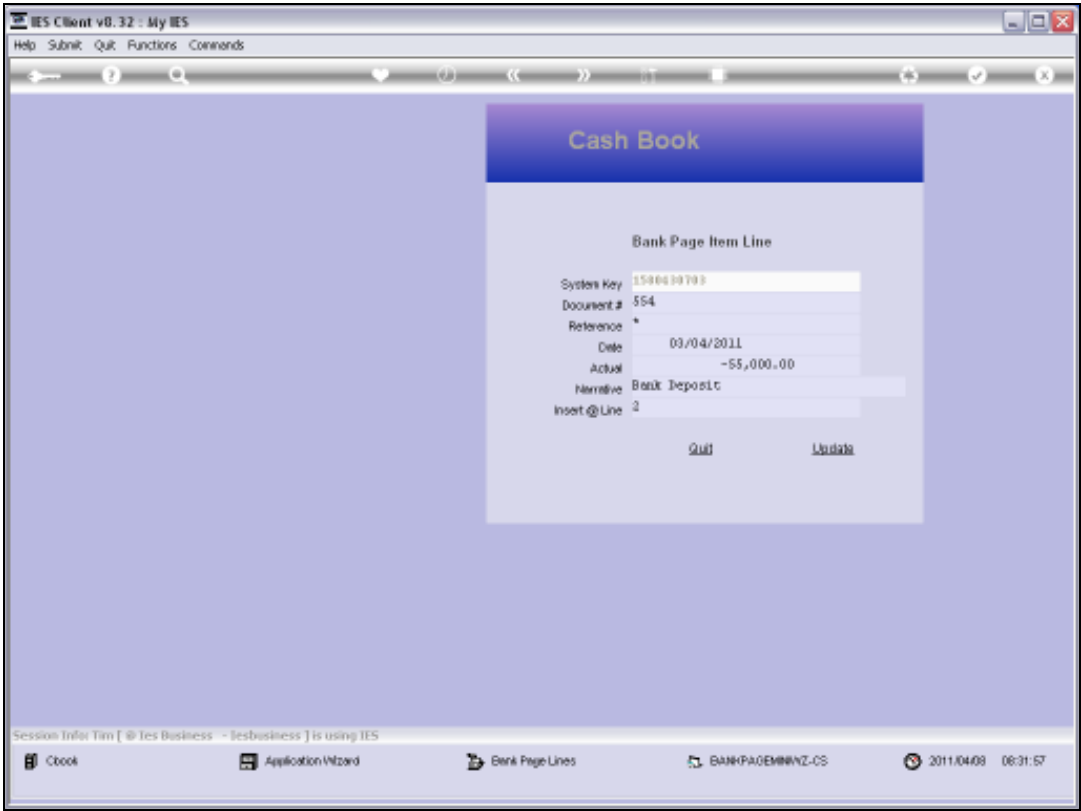 IES Client v8.32 : My IES
Help Submit Quit Functions Commands
Cash Book
Bank Page Item Line
System Key 1580430703
Document # 554
Reference *
Date 03/04/2011
Actual -55,000.00
Narrative Bank Deposit
Insert @ Line 2
Quit Update
Session Info: Tim [ @ Ies Business - Iesbusiness ] is using IES
Cbook Application Wizard Bank Page Lines 2011/04/08 08:31:57